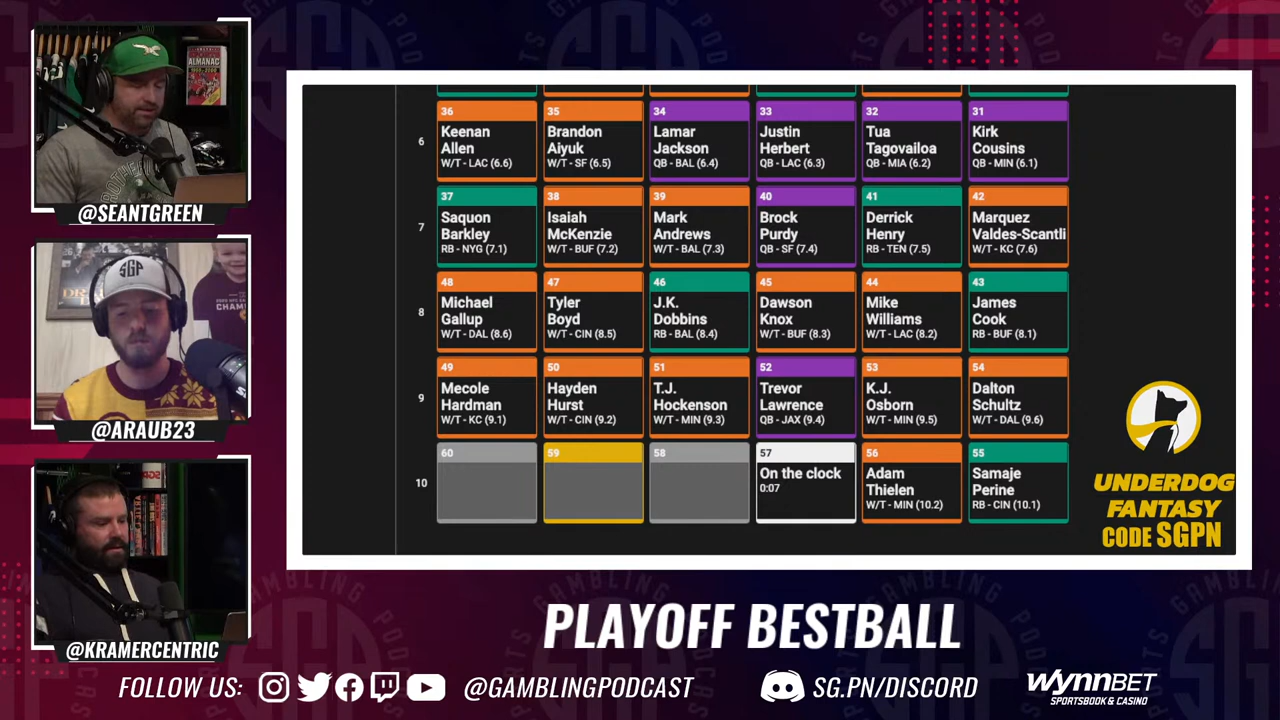 ALMANAC
@SEANTGREEN
SGP
@ARAUB23
@KRAMERCENTRIC
6
36
Keenan
Allen
W/T - LAC (6.6)
35
Brandon
Aiyuk
W/T - SF (6.5)
34
Lamar
Jackson
QB - BAL (6.4)
33
Justin
Herbert
QB - LAC (6.3)
32
Tua
Tagovailoa
QB - MIA (6.2)
31
Kirk
Cousins
QB - MIN (6.1)
7
37
Saquon
Barkley
RB - NYG (7.1)
38
Isaiah
McKenzie
W/T - BUF (7.2)
39
Mark
Andrews
W/T - BAL (7.3)
40
Brock
Purdy
QB - SF (7.4)
41
Derrick
Henry
RB - TEN (7.5)
42
Marquez
Valdes-Scantli
W/T - KC (7.6)
8
48
Michael
Gallup
W/T - DAL (8.6)
47
Tyler
Boyd
W/T - CIN (8.5)
46
J.K.
Dobbins
RB - BAL (8.4)
45
Dawson
Knox
W/T - BUF (8.3)
44
Mike
Williams
W/T - LAC (8.2)
43
James
Cook
RB - BUF (8.1)
9
49
Mecole
Hardman
W/T - KC (9.1)
50
Hayden
Hurst
W/T - CIN (9.2)
51
T.J.
Hockenson
W/T - MIN (9.3)
52
Trevor
Lawrence
QB - JAX (9.4)
53
K.J.
Osborn
W/T - MIN (9.5)
54
Dalton
Schultz
W/T - DAL (9.6)
10
60
59
58
57
On the clock
0:07
56
Adam
Thielen
W/T - MIN (10.2)
55
Samaje
Perine
RB - CIN (10.1)
UNDERDOG
FANTASY
CODE SGPN
PLAYOFF BESTBALL
FOLLOW US:
@GAMBLINGPODCAST
SG.PN/DISCORD
WYNNBET
SPORTSBOOK & CASINO